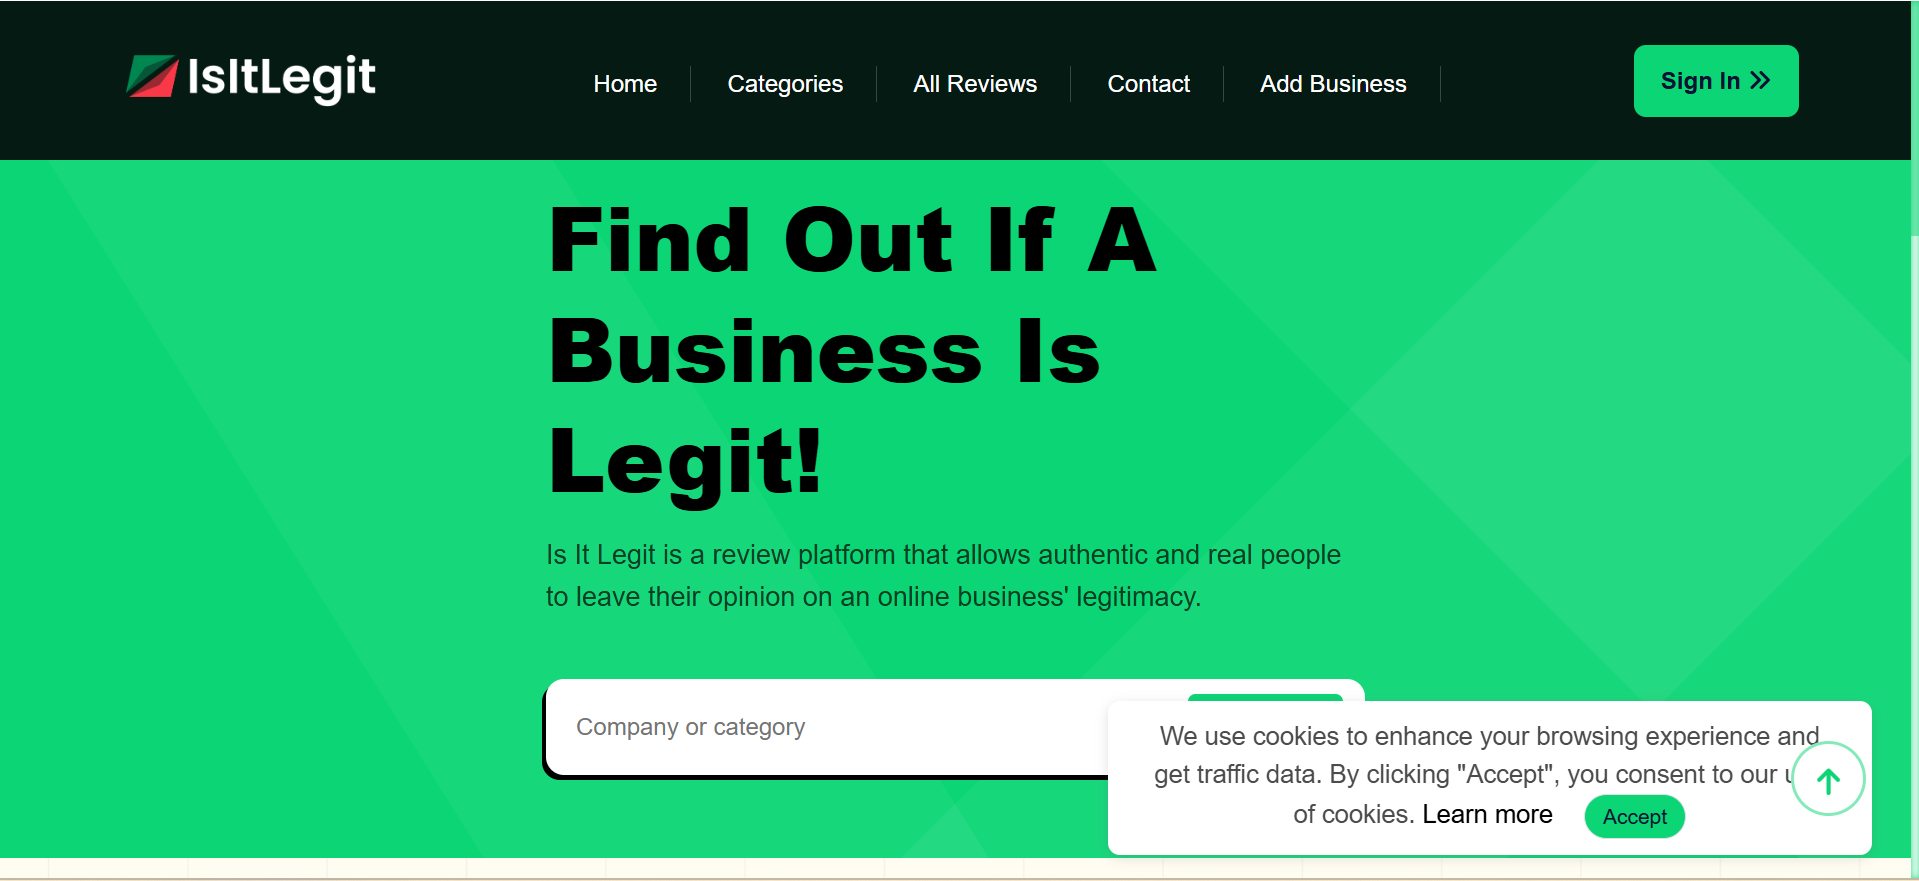 IsItLegit
Home
Categories
All Reviews
Contact
Add Business
Sign In
Find Out If A
Business Is
Legit!
Is It Legit is a review platform that allows authentic and real people
to leave their opinion on an online business' legitimacy.
Company or category
We use cookies to enhance your browsing experience and
get traffic data. By clicking "Accept", you consent to our
of cookies. Learn more
Accept